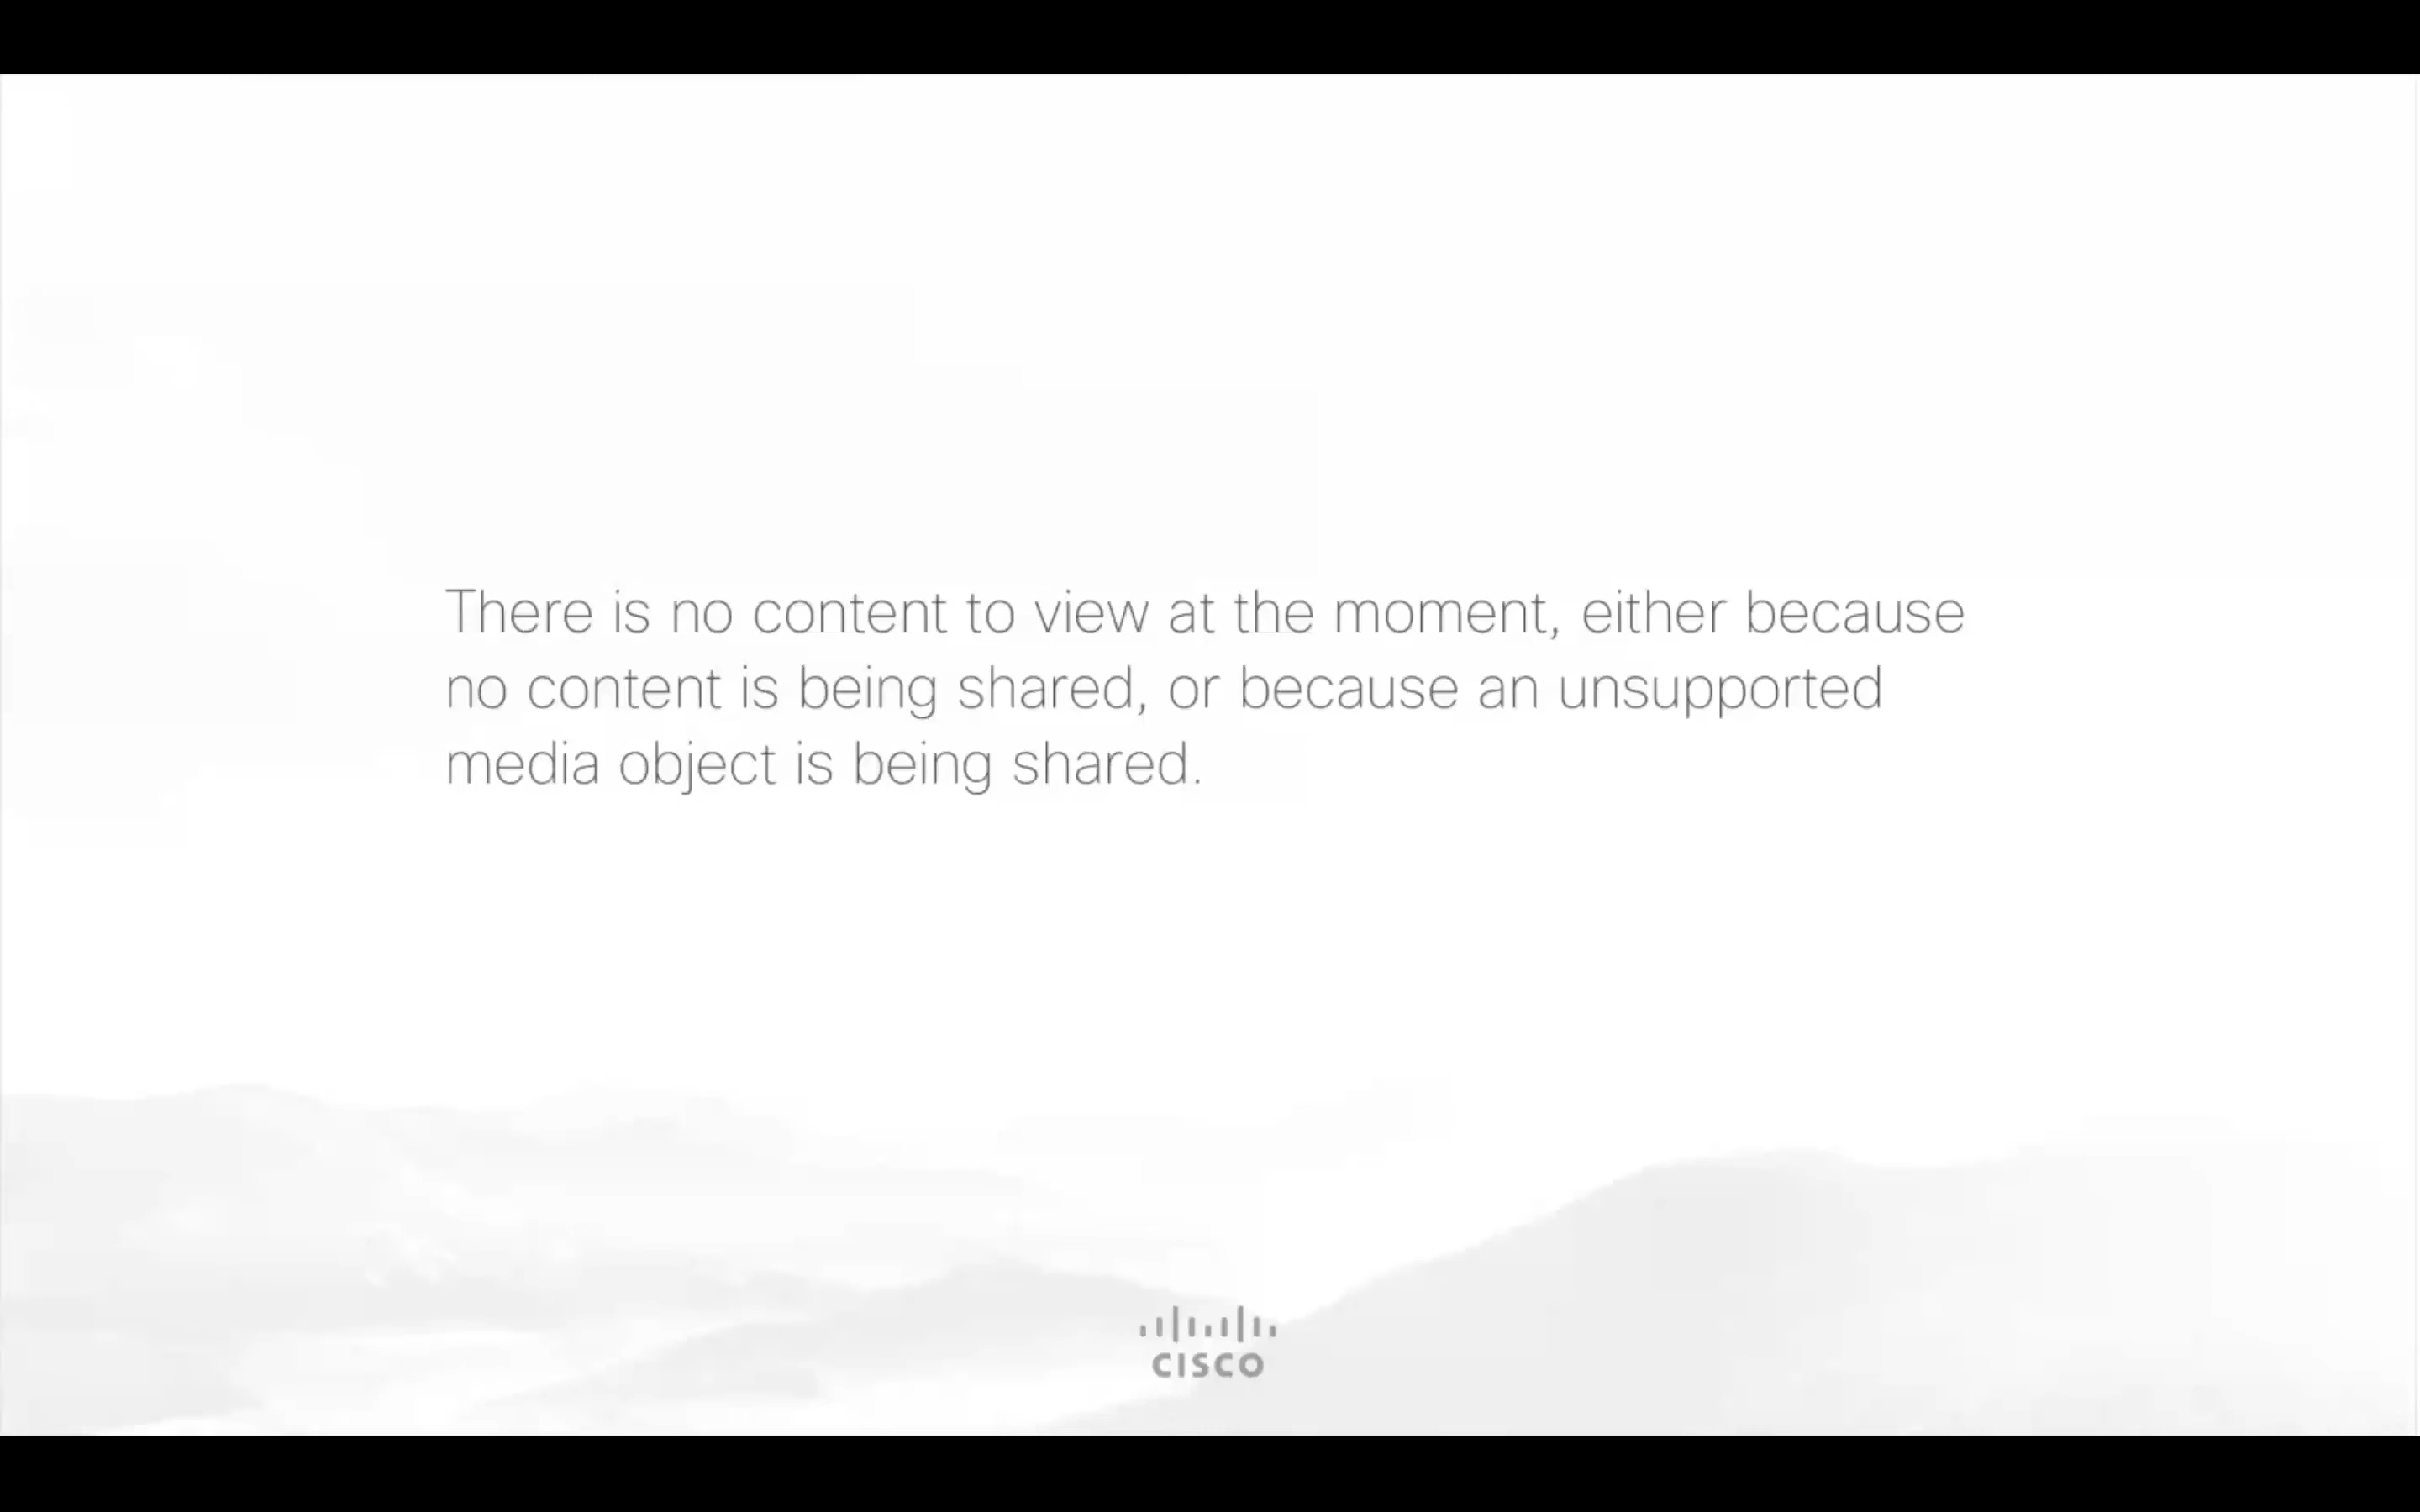 There is no content to view at the moment, either because
no content is being shared, or because an unsupported
media object is being shared.
CISCO